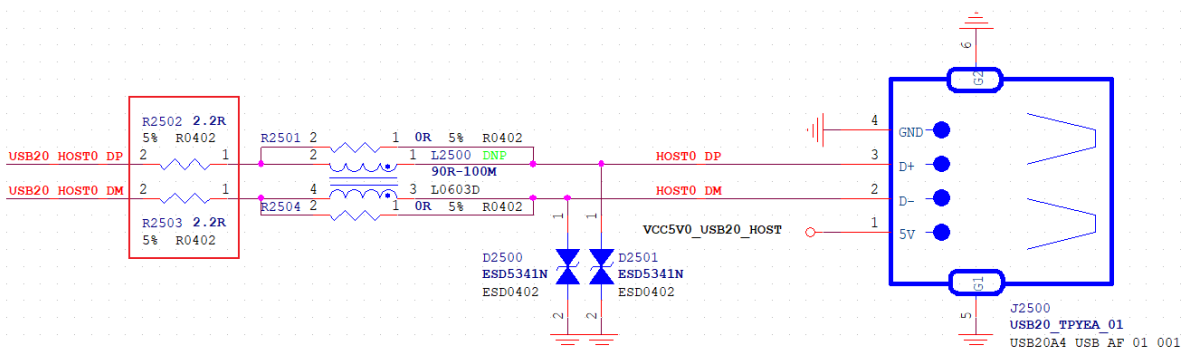 6
G2
R2502 2.2R
5% R0402
R2501 2 1 0R 5% R0402
4 GND
USB20 HOST0 DP 2 1
2 1 L2500 DNP
90R-100M
HOST0 DP
3 D+
USB20 HOST0 DM 2 1
4 3 L0603D
HOST0 DM
2 D-
R2504 2 1 0R 5% R0402
R2503 2.2R
5% R0402
1 1
VCC5V0_USB20_HOST
1 5V
D2500
ESD5341N
ESD0402
D2501
ESD5341N
ESD0402
2 2
G1
5
J2500
USB20_TPYEA_01
USB20A4 USB AF 01 001